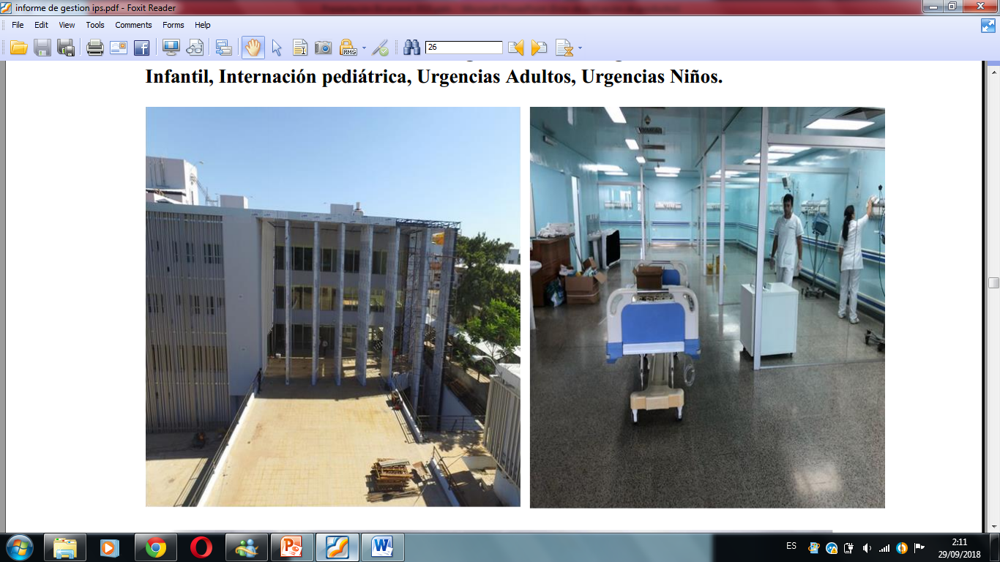 informe de gestion ips.pdf - Foxit Reader
File Edit View Tools Comments Forms Help
RMS
26
Infantil, Internación pediátrica, Urgencias Adultos, Urgencias Niños.
ES
2:11
29/09/2018